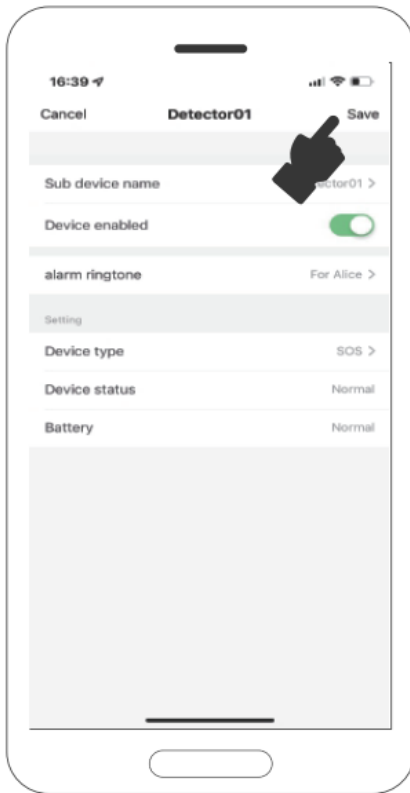 16:39
Cancel Detector01 Save
Sub device name ector01 >
Device enabled
alarm ringtone For Alice >
Setting
Device type SOS >
Device status Normal
Battery Normal